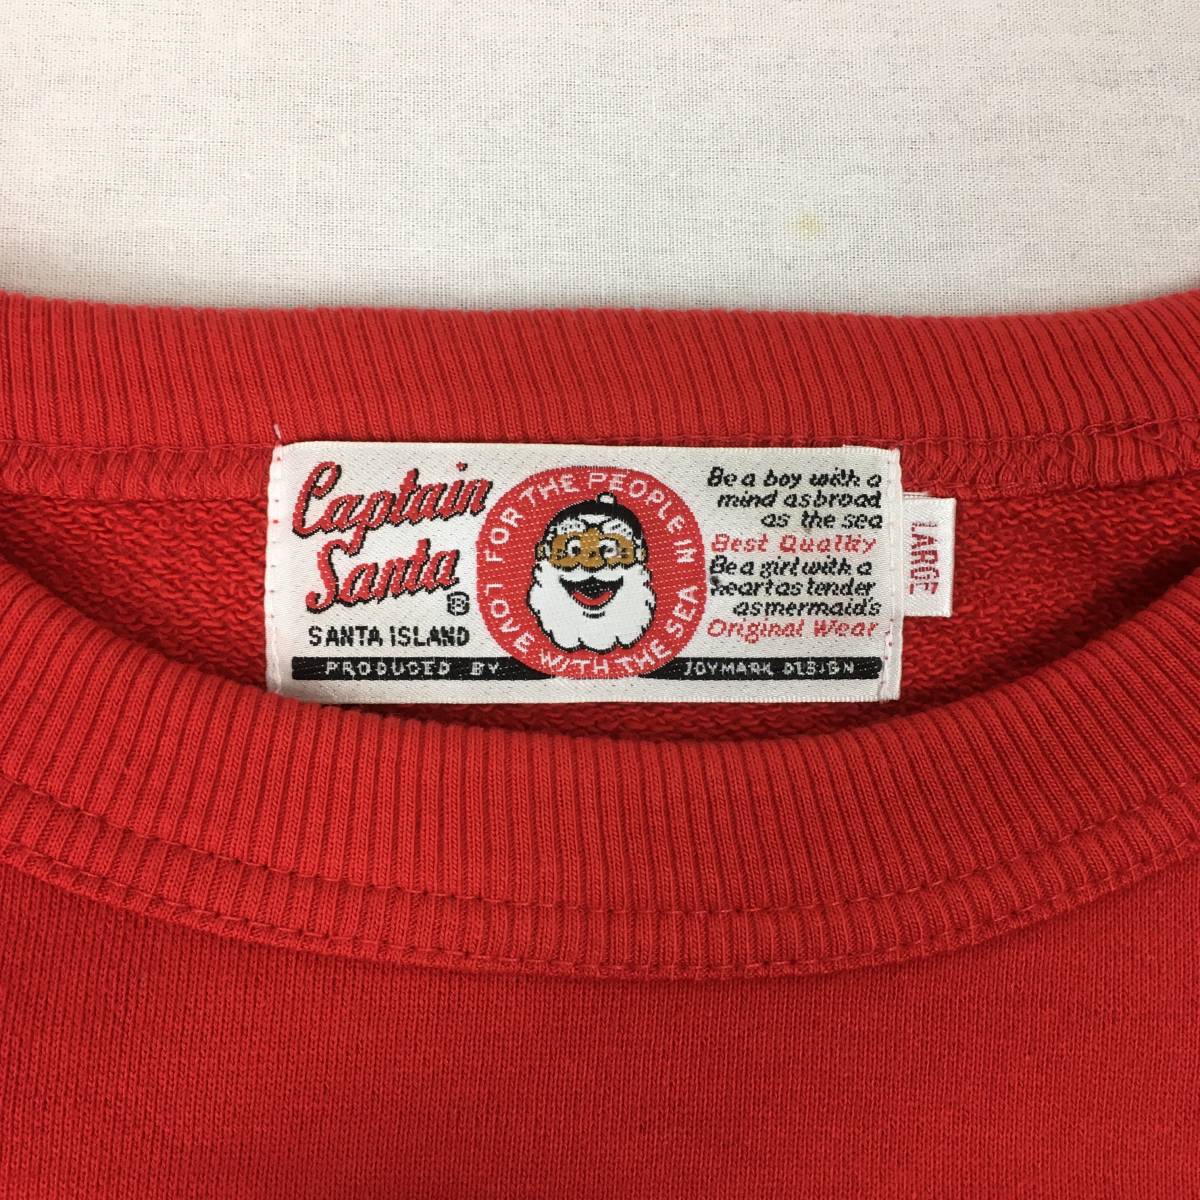 Captain
Santa
®
SANTA ISLAND
PRODUCED BY
FOR THE PEOPLE IN
LOVE WITH THE SEA
JOYMARK DESIGN
Be a boy with a
mind as broad
as the sea
Best Quality
Be a girl with a
heart as tender
as mermaid's
Original Wear
LARGE